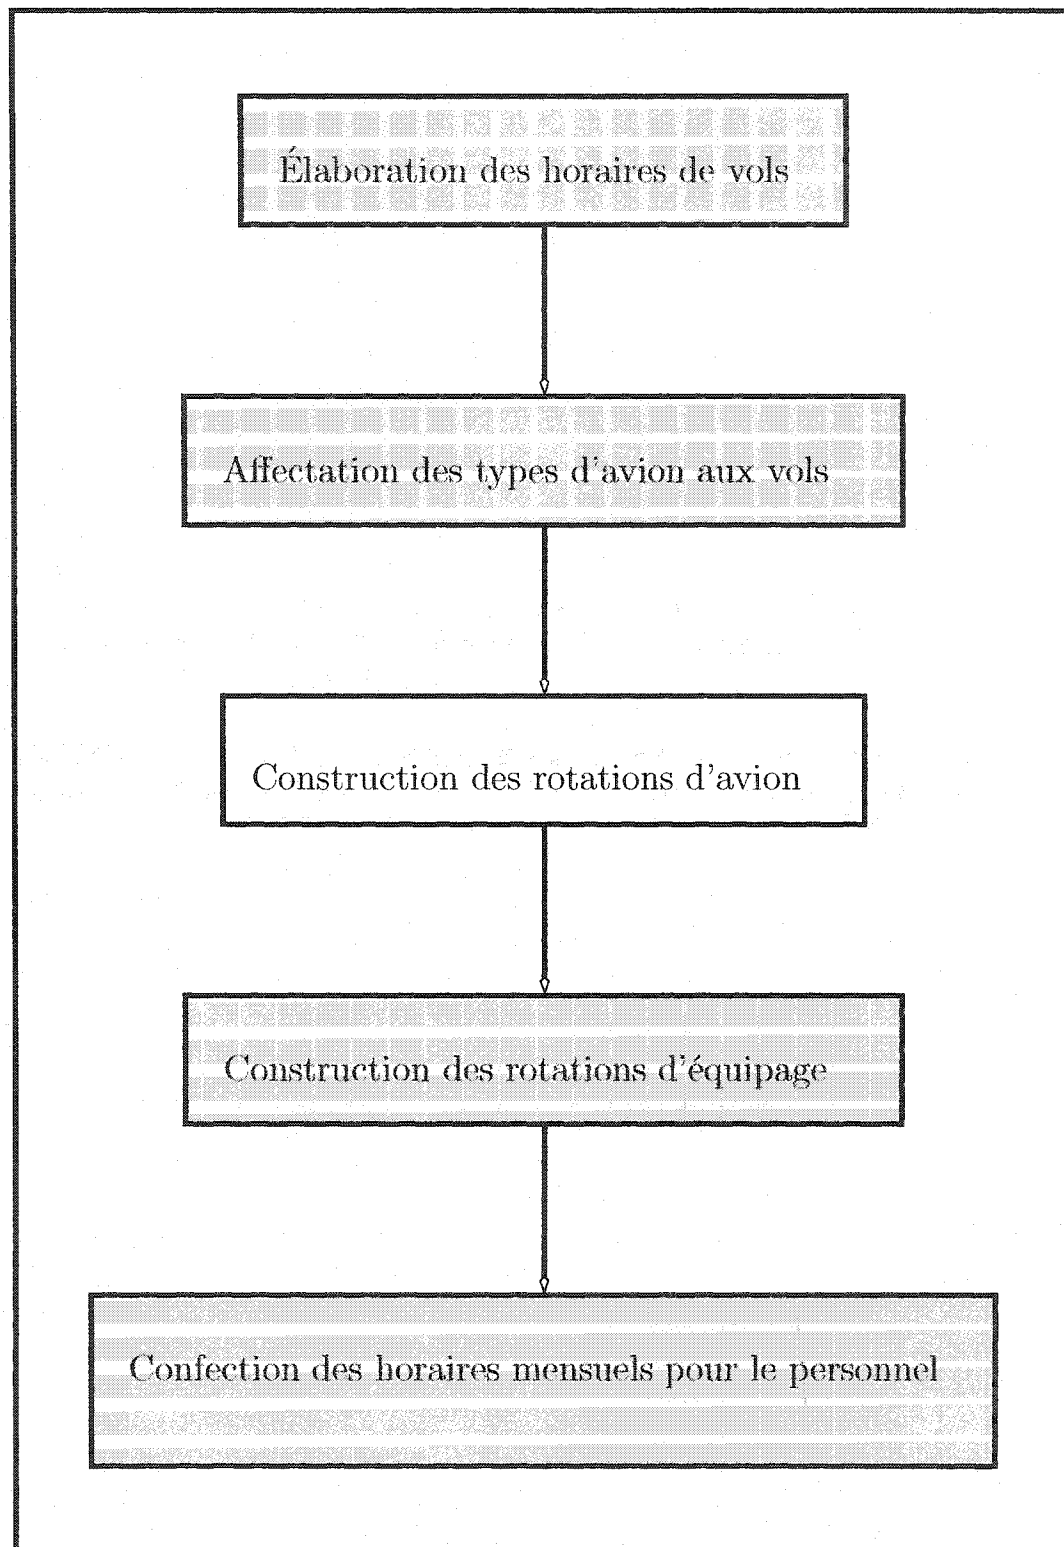 Élaboration des horaires de vols
Affectation des types d'avion aux vols
Construction des rotations d'avion
Construction des rotations d'équipage
Confection des horaires mensuels pour le personnel